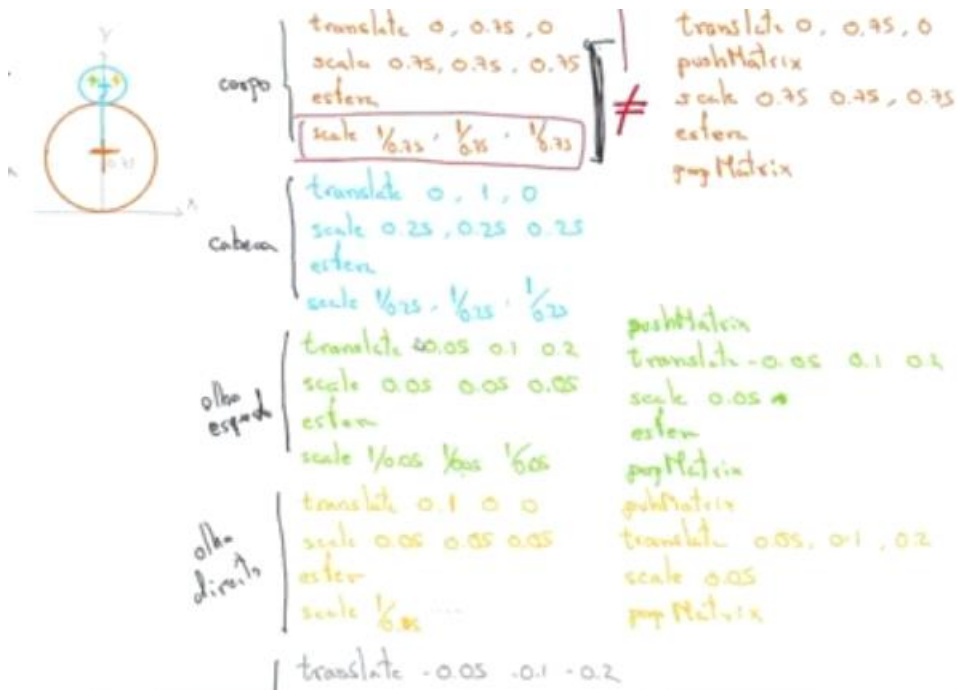 Y
X
0.75
corpo
translate 0, 0.75, 0
scala 0.75, 0.75, 0.75
esfera
scale 1/0.75, 1/0.75, 1/0.75
≠
translate 0, 0.75, 0
pushMatrix
scale 0.75 0.75, 0.75
esfera
popMatrix
cabeca
translate 0, 1, 0
scale 0.25, 0.25 0.25
esfera
scale 1/0.25, 1/0.25, 1/0.25
olho
esquerdo
translate -0.05 0.1 0.2
scale 0.05 0.05 0.05
esfera
scale 1/0.05 1/0.05 1/0.05
pushMatrix
translate -0.05 0.1 0.2
scale 0.05
esfera
popMatrix
olho
direito
translate 0.1 0 0
scale 0.05 0.05 0.05
esfera
scale 1/0.05 ....
pushMatrix
translate 0.05, 0.1, 0.2
scale 0.05
popMatrix
translate -0.05 -0.1 -0.2